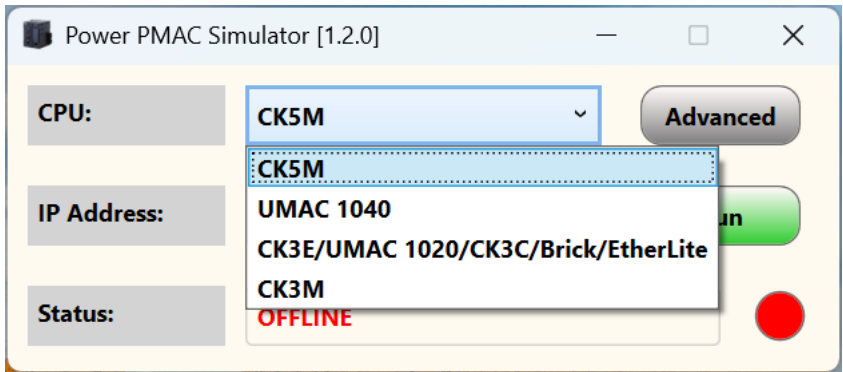 Power PMAC Simulator [1.2.0]
CPU:
CK5M
Advanced
CK5M
UMAC 1040
IP Address:
CK3E/UMAC 1020/CK3C/Brick/EtherLite
CK3M
Status:
OFFLINE